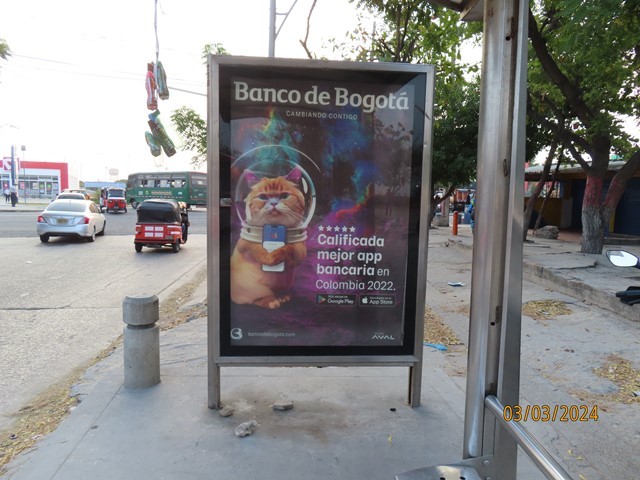 Banco de Bogotá
CAMBIANDO CONTIGO
Calificada
mejor app
bancaria en
Colombia 2022.
Google Play
App Store
bancodebogota.com
AVAL
03/03/2024